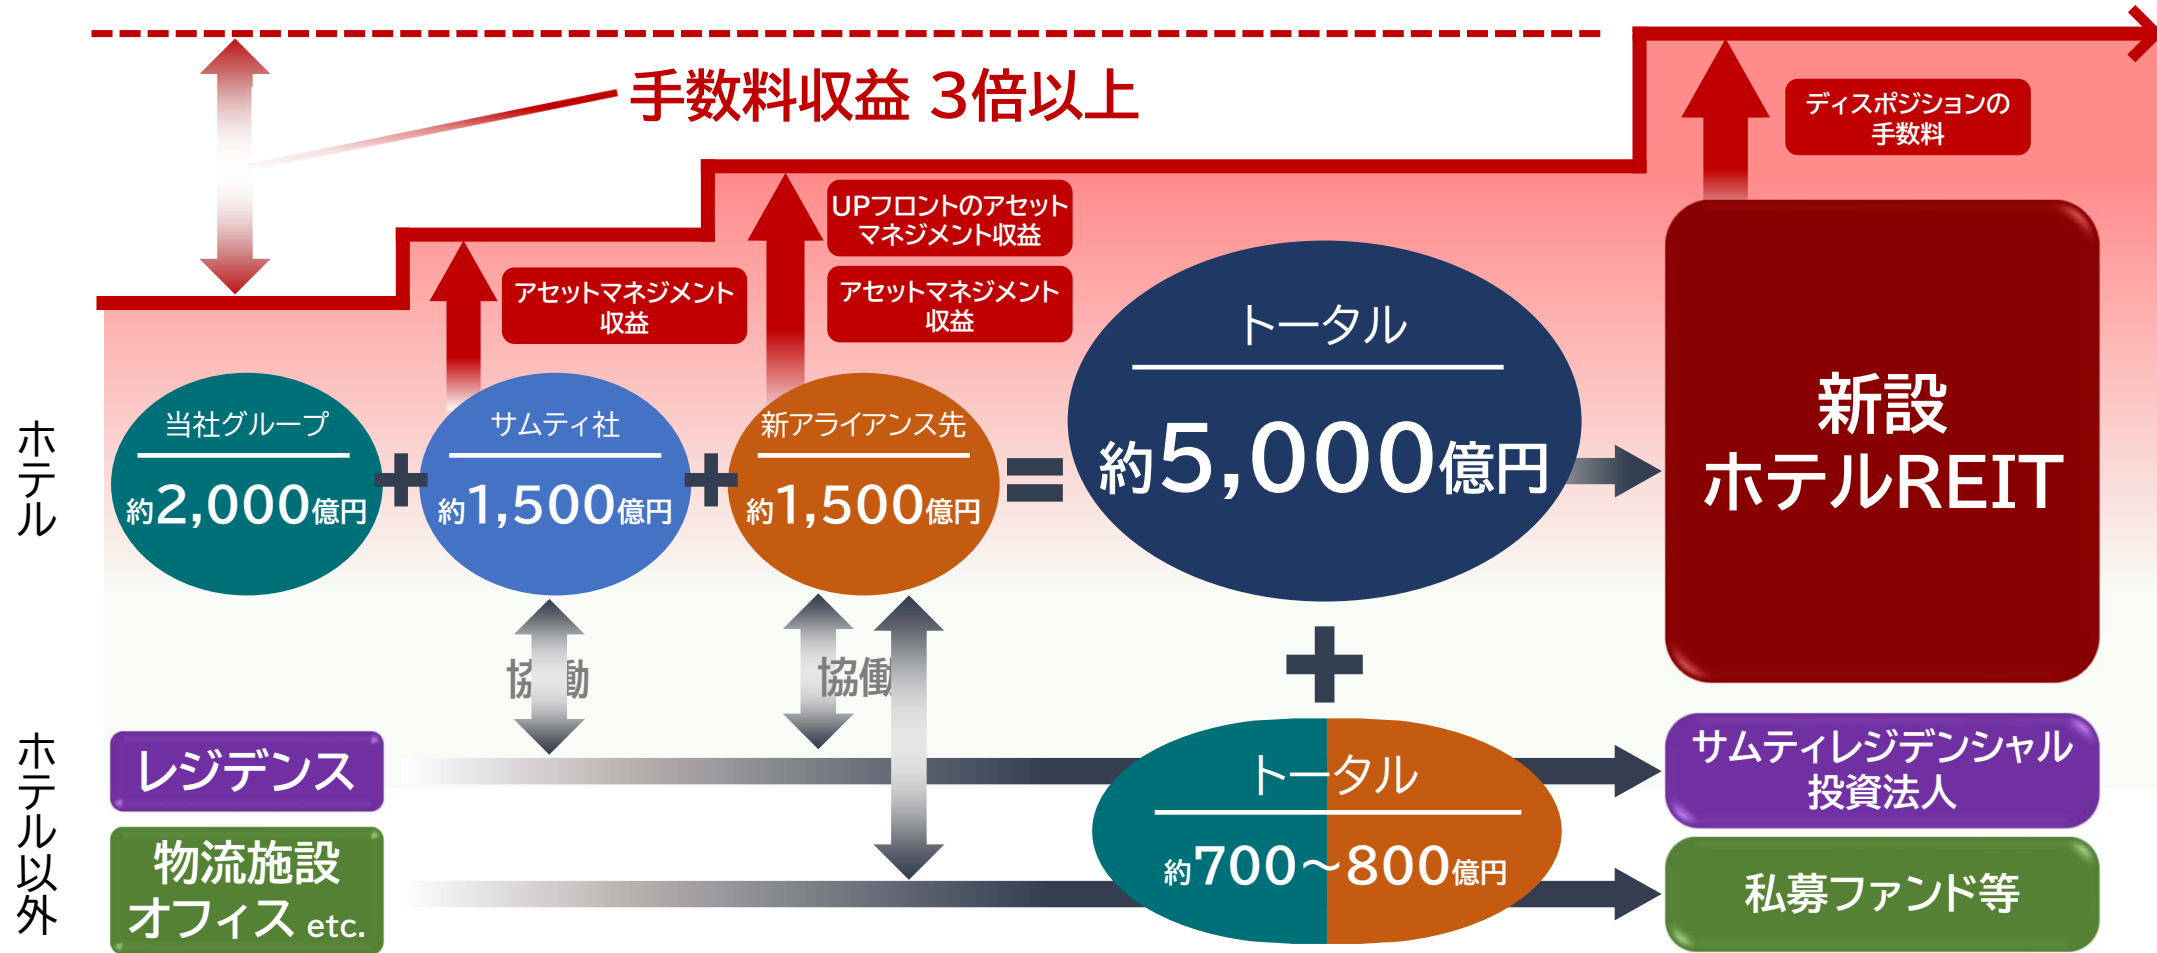 手数料収益 3倍以上
ディスポジションの
手数料
UPフロントのアセット
マネジメント収益
アセットマネジメント
収益
アセットマネジメント
収益
ホテル
当社グループ
約2,000億円
+
サムティ社
約1,500億円
+
新アライアンス先
約1,500億円
=
トータル
約5,000億円
新設
ホテルREIT
協働
協働
+
ホテル以外
レジデンス
物流施設
オフィス etc.
トータル
約700~800億円
サムティレジデンシャル
投資法人
私募ファンド等